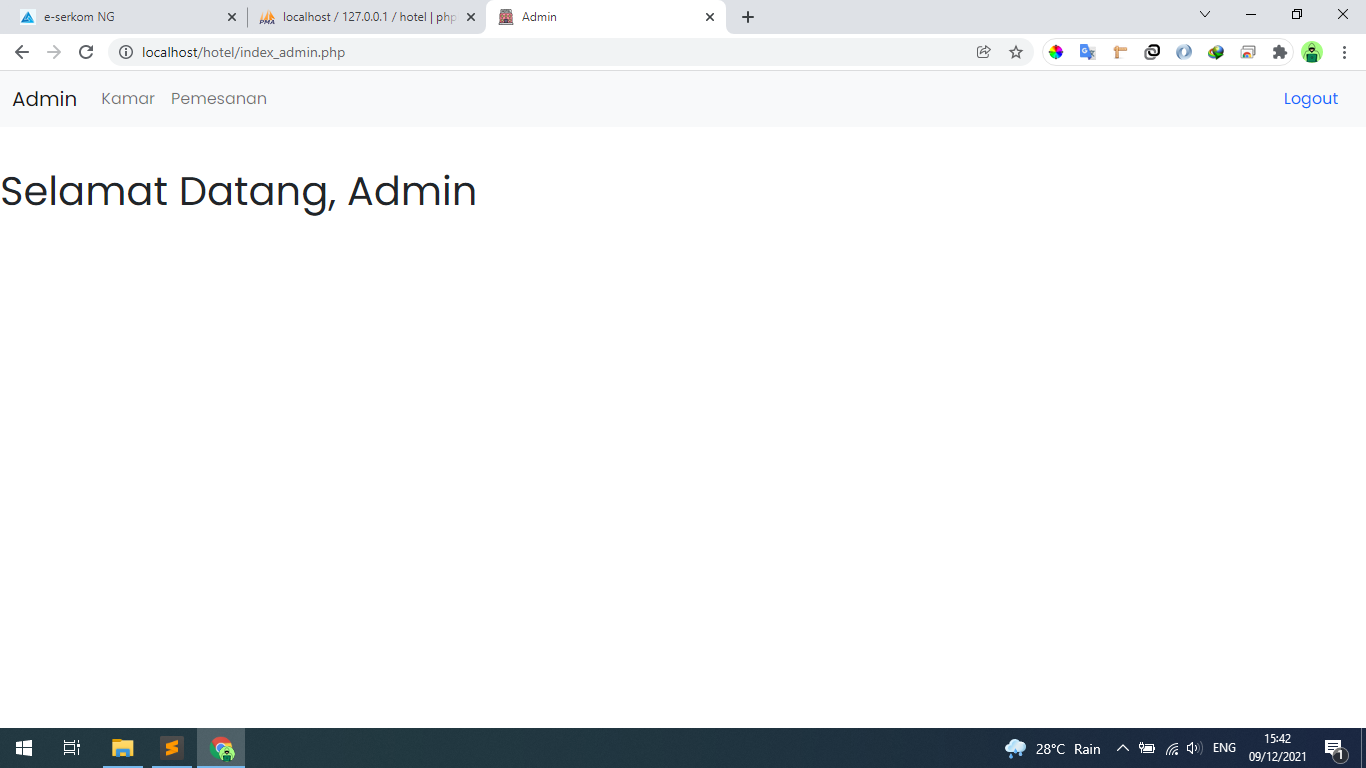 e-serkom NG
localhost / 127.0.0.1 / hotel | php
Admin
localhost/hotel/index_admin.php
Admin Kamar Pemesanan Logout
Selamat Datang, Admin
28°C Rain ENG
15:42
09/12/2021
1